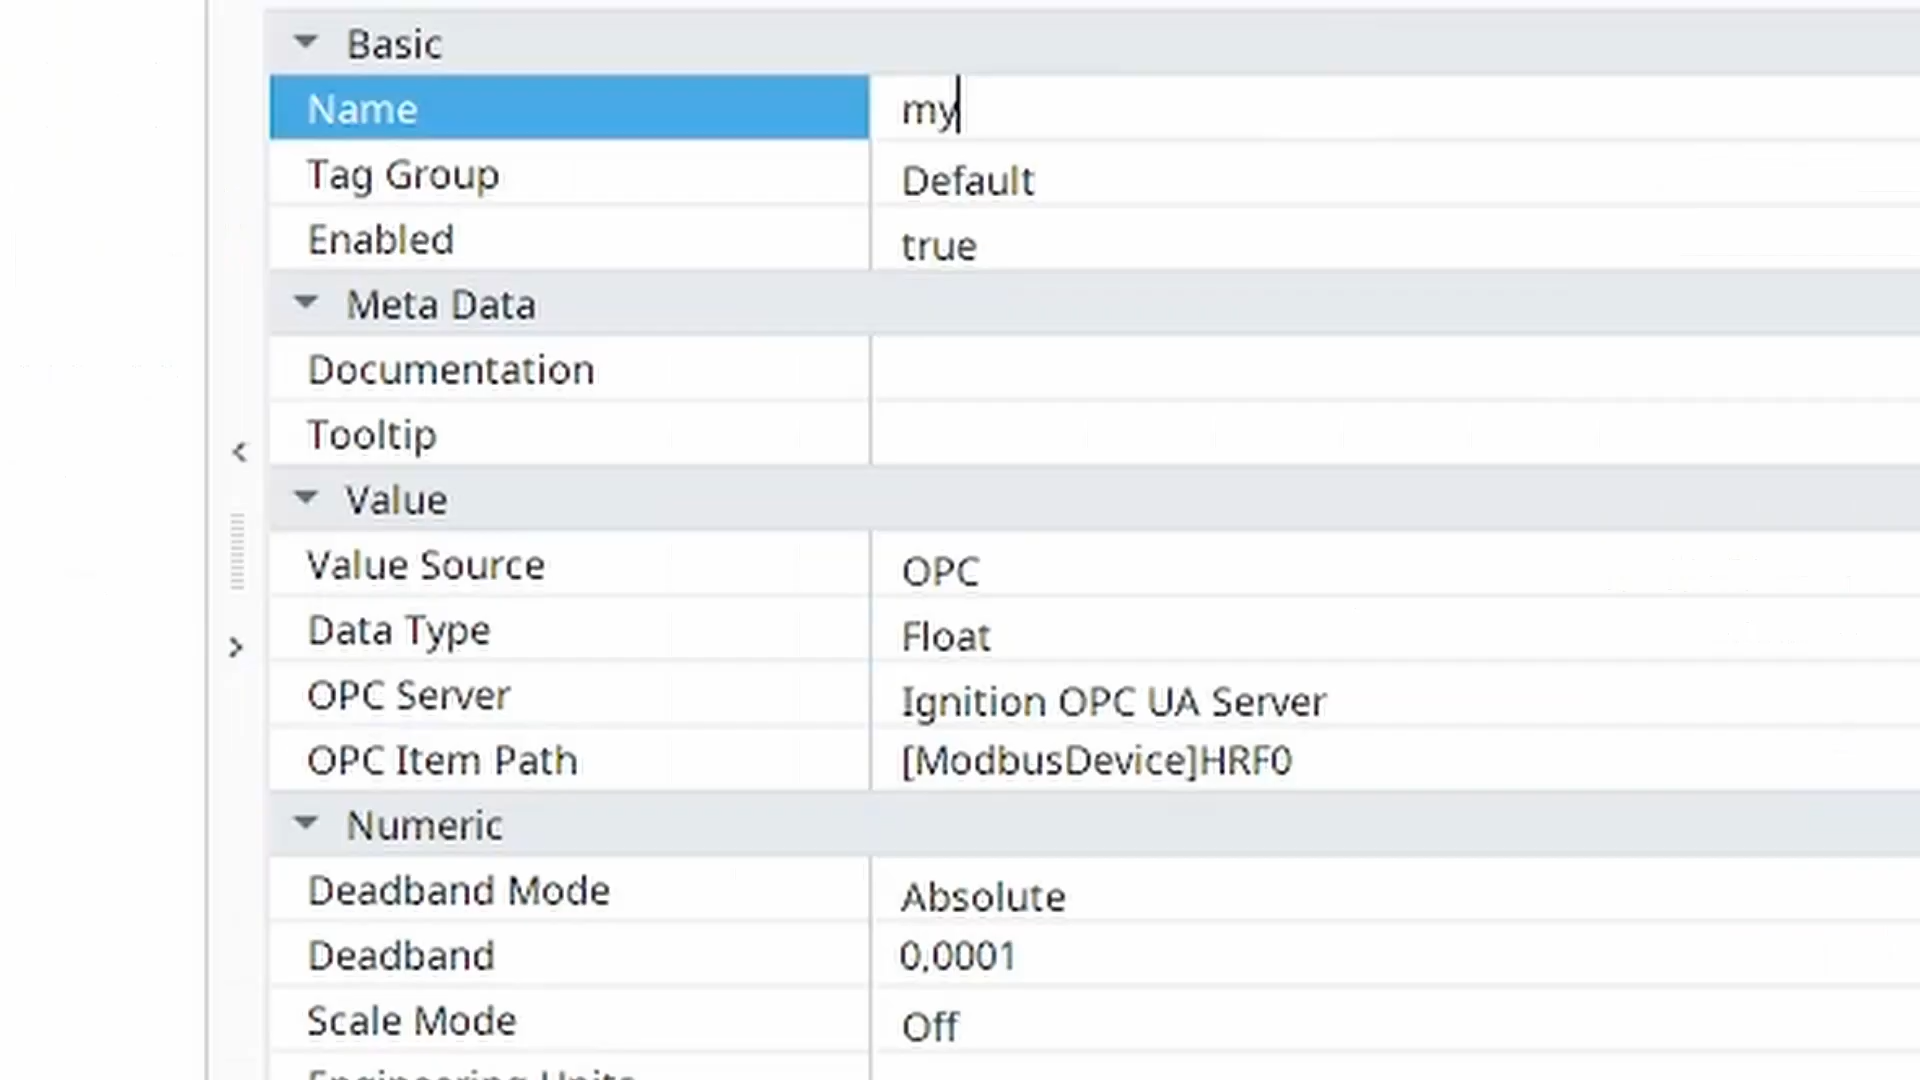 Basic
Name my
Tag Group Default
Enabled true
Meta Data
Documentation
Tooltip
Value
Value Source OPC
Data Type Float
OPC Server Ignition OPC UA Server
OPC Item Path [ModbusDevice]HRF0
Numeric
Deadband Mode Absolute
Deadband 0,0001
Scale Mode Off
Engineering Units